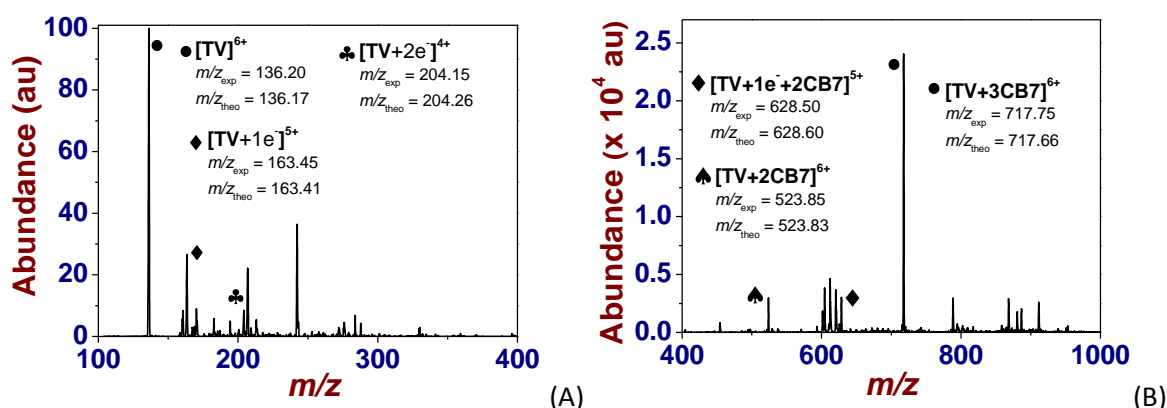 Abundance (au)
100
80
60
40
20
0
● [TV]6+
m/zexp = 136.20
m/ztheo = 136.17
♣ [TV+2e-]4+
m/zexp = 204.15
m/ztheo = 204.26
♦ [TV+1e-]5+
m/zexp = 163.45
m/ztheo = 163.41
100 200 300 400
m/z
(A)
Abundance (x 10^4 au)
2.5
2.0
1.5
1.0
0.5
0.0
♦ [TV+1e-+2CB7]5+
m/zexp = 628.50
m/ztheo = 628.60
♠ [TV+2CB7]6+
m/zexp = 523.85
m/ztheo = 523.83
● [TV+3CB7]6+
m/zexp = 717.75
m/ztheo = 717.66
400 600 800 1000
m/z
(B)